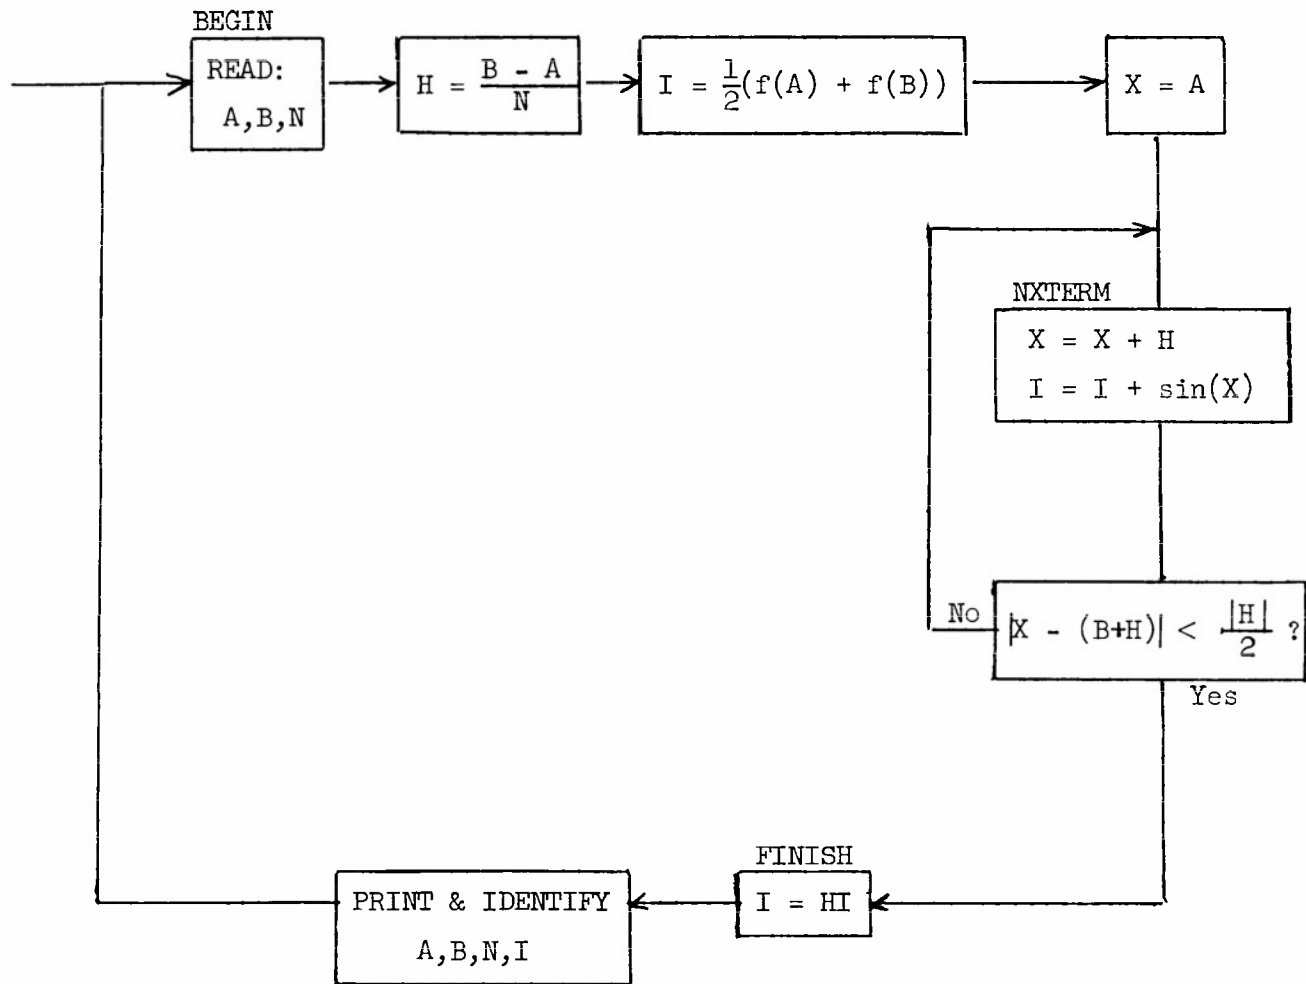 BEGIN
READ:
A,B,N
H = (B - A)/N
I = 1/2(f(A) + f(B))
X = A
NXTERM
X = X + H
I = I + sin(X)
No
|X - (B+H)| < |H|/2 ?
Yes
FINISH
I = HI
PRINT & IDENTIFY
A,B,N,I